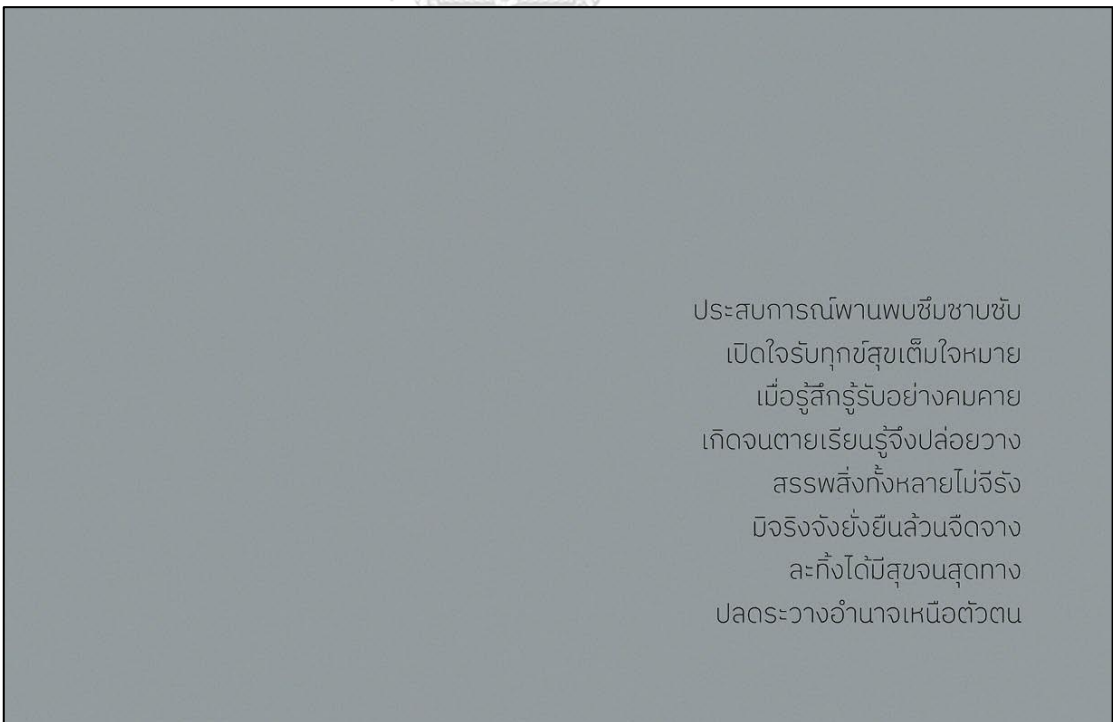 ประสบการณ์พานพบซึมซาบซับ
เปิดใจรับทุกข์สุขเต็มใจหมาย
เมื่อรู้สึกรู้รับอย่างคมคาย
เกิดจนตายเรียนรู้จึงปล่อยวาง
สรรพสิ่งทั้งหลายไม่จีรัง
มิจริงจังยั่งยืนล้วนจืดจาง
ละทิ้งได้มีสุขจนสุดทาง
ปลดระวางอำนาจเหนือตัวตน